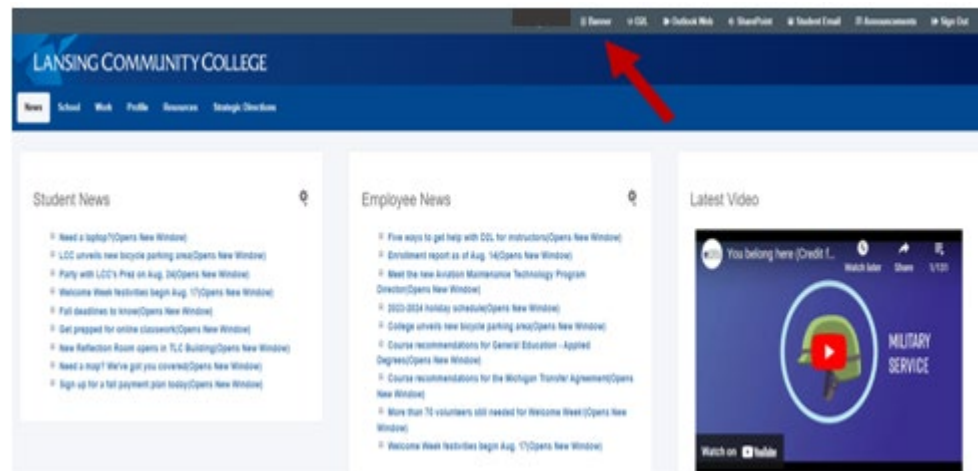 Banner D2L Outlook Web SharePoint Student Email Announcements Sign Out
LANSING COMMUNITY COLLEGE
News School Work Profile Resources Strategic Directions
Student News
Need a laptop?(Opens New Window)
LCC unveils new bicycle parking area(Opens New Window)
Party with LCC's Prez on Aug. 24(Opens New Window)
Welcome Week festivities begin Aug. 17(Opens New Window)
Fall deadlines to know(Opens New Window)
Get prepped for online classwork(Opens New Window)
New Reflection Room opens in TLC Building(Opens New Window)
Need a map? We've got you covered(Opens New Window)
Sign up for a fall payment plan today(Opens New Window)
Employee News
Five ways to get help with D2L for instructors(Opens New Window)
Enrollment report as of Aug. 14(Opens New Window)
Meet the new Aviation Maintenance Technology Program
Director(Opens New Window)
2023-2024 holiday schedule(Opens New Window)
College unveils new bicycle parking area(Opens New Window)
Course recommendations for General Education - Applied
Degrees(Opens New Window)
Course recommendations for the Michigan Transfer Agreement(Opens
New Window)
More than 70 volunteers still needed for Welcome Week!(Opens New
Window)
Welcome Week festivities begin Aug. 17(Opens New Window)
Latest Video
You belong here (Credit f...
Watch later Share 1/131
MILITARY
SERVICE
Watch on YouTube